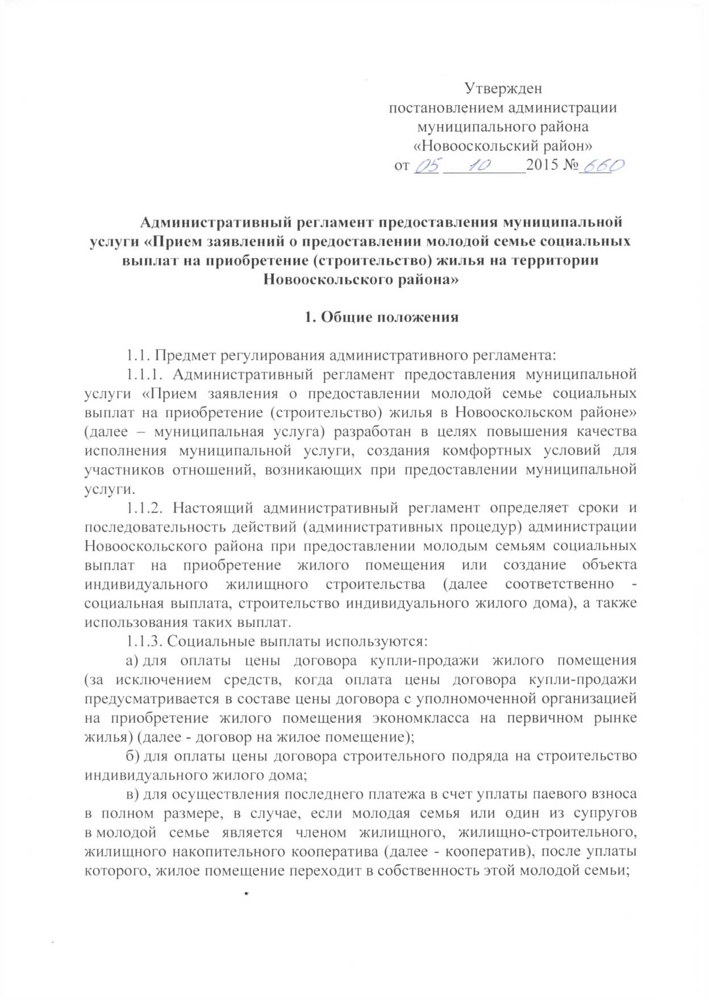 Утвержден
постановлением администрации
муниципального района
«Новооскольский район»
от 05 10 2015 № 660
Административный регламент предоставления муниципальной
услуги «Прием заявлений о предоставлении молодой семье социальных
выплат на приобретение (строительство) жилья на территории
Новооскольского района»
1. Общие положения
1.1. Предмет регулирования административного регламента:
1.1.1. Административный регламент предоставления муниципальной
услуги «Прием заявления о предоставлении молодой семье социальных
выплат на приобретение (строительство) жилья в Новооскольском районе»
(далее – муниципальная услуга) разработан в целях повышения качества
исполнения муниципальной услуги, создания комфортных условий для
участников отношений, возникающих при предоставлении муниципальной
услуги.
1.1.2. Настоящий административный регламент определяет сроки и
последовательность действий (административных процедур) администрации
Новооскольского района при предоставлении молодым семьям социальных
выплат на приобретение жилого помещения или создание объекта
индивидуального жилищного строительства (далее соответственно -
социальная выплата, строительство индивидуального жилого дома), а также
использования таких выплат.
1.1.3. Социальные выплаты используются:
а) для оплаты цены договора купли-продажи жилого помещения
(за исключением средств, когда оплата цены договора купли-продажи
предусматривается в составе цены договора с уполномоченной организацией
на приобретение жилого помещения экономкласса на первичном рынке
жилья) (далее - договор на жилое помещение);
б) для оплаты цены договора строительного подряда на строительство
индивидуального жилого дома;
в) для осуществления последнего платежа в счет уплаты паевого взноса
в полном размере, в случае, если молодая семья или один из супругов
в молодой семье является членом жилищного, жилищно-строительного,
жилищного накопительного кооператива (далее - кооператив), после уплаты
которого, жилое помещение переходит в собственность этой молодой семьи;